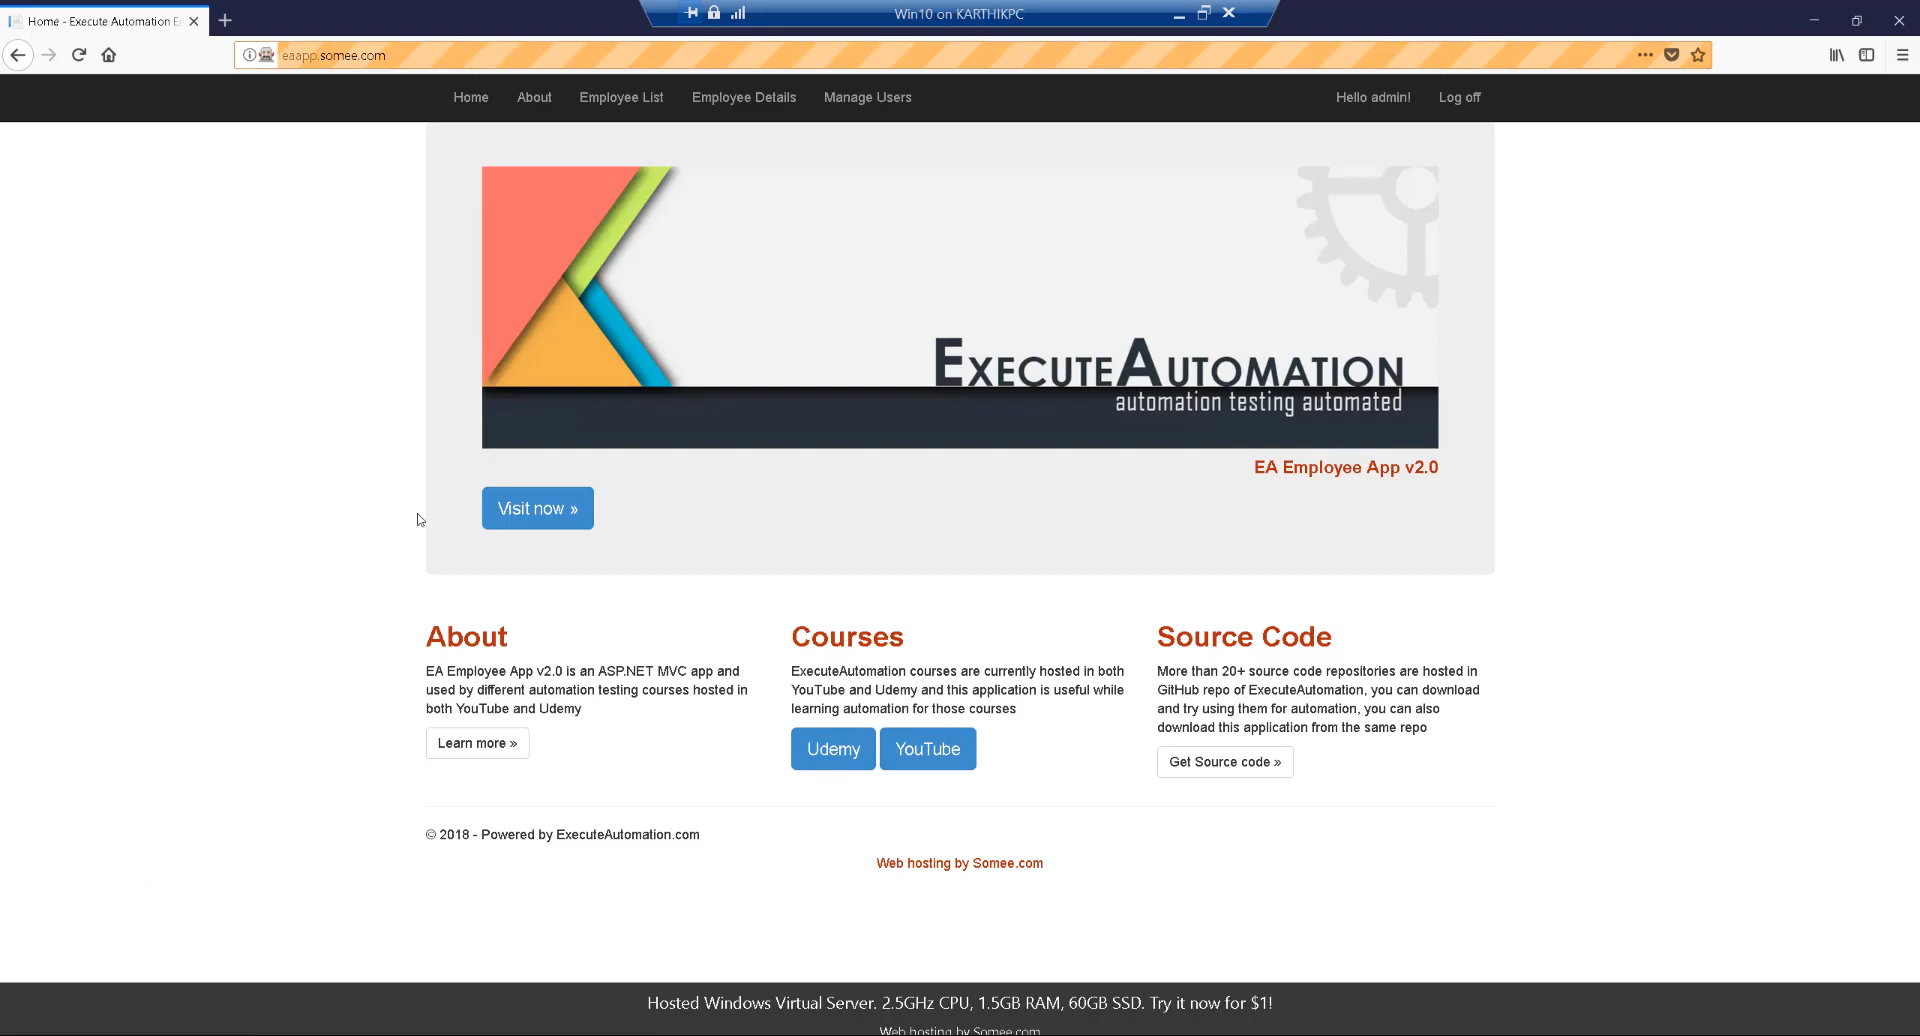 Home - Execute Automation E
Win10 on KARTHIKPC
eaapp.somee.com
Home About Employee List Employee Details Manage Users Hello admin! Log off
EXECUTEAUTOMATION
automation testing automated
EA Employee App v2.0
Visit now »
About
EA Employee App v2.0 is an ASP.NET MVC app and
used by different automation testing courses hosted in
both YouTube and Udemy
Learn more »
Courses
ExecuteAutomation courses are currently hosted in both
YouTube and Udemy and this application is useful while
learning automation for those courses
Udemy YouTube
Source Code
More than 20+ source code repositories are hosted in
GitHub repo of ExecuteAutomation, you can download
and try using them for automation, you can also
download this application from the same repo
Get Source code »
© 2018 - Powered by ExecuteAutomation.com
Web hosting by Somee.com
Hosted Windows Virtual Server. 2.5GHz CPU, 1.5GB RAM, 60GB SSD. Try it now for $1!
Web hosting by Somee.com